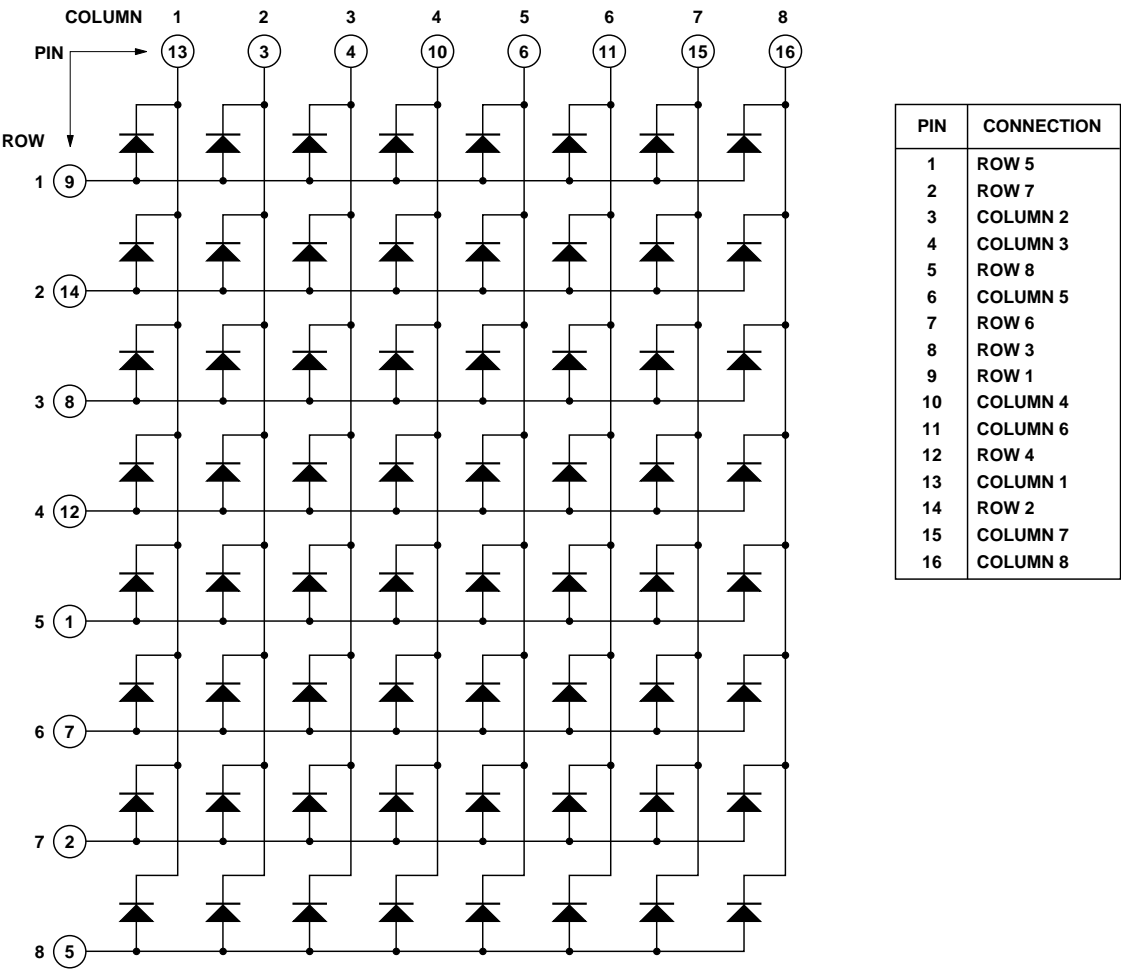 COLUMN 1 2 3 4 5 6 7 8
PIN 13 3 4 10 6 11 15 16
ROW
1 9
2 14
3 8
4 12
5 1
6 7
7 2
8 5
PIN CONNECTION
1 ROW 5
2 ROW 7
3 COLUMN 2
4 COLUMN 3
5 ROW 8
6 COLUMN 5
7 ROW 6
8 ROW 3
9 ROW 1
10 COLUMN 4
11 COLUMN 6
12 ROW 4
13 COLUMN 1
14 ROW 2
15 COLUMN 7
16 COLUMN 8